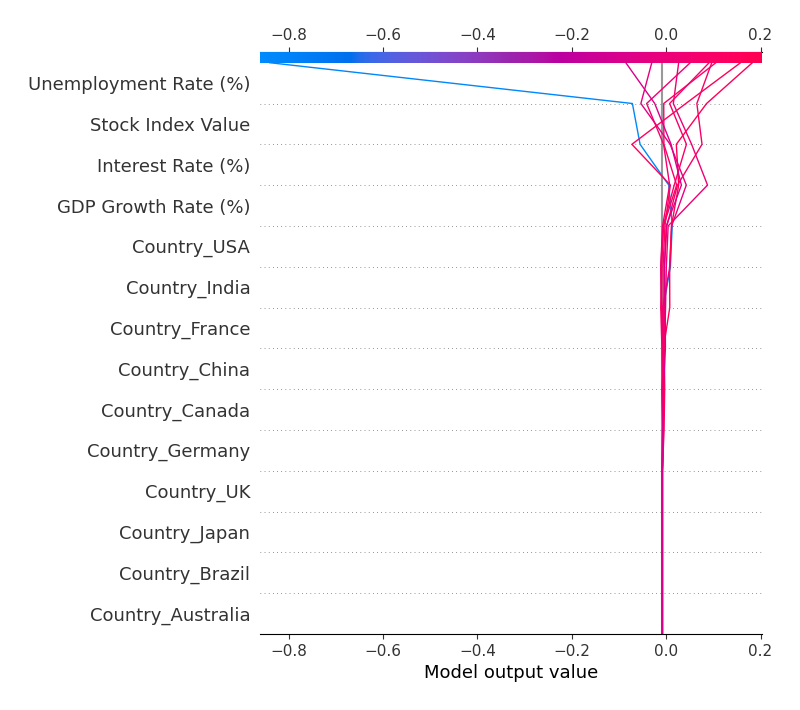 −0.8 −0.6 −0.4 −0.2 0.0 0.2
Unemployment Rate (%)
Stock Index Value
Interest Rate (%)
GDP Growth Rate (%)
Country_USA
Country_India
Country_France
Country_China
Country_Canada
Country_Germany
Country_UK
Country_Japan
Country_Brazil
Country_Australia
−0.8 −0.6 −0.4 −0.2 0.0 0.2
Model output value